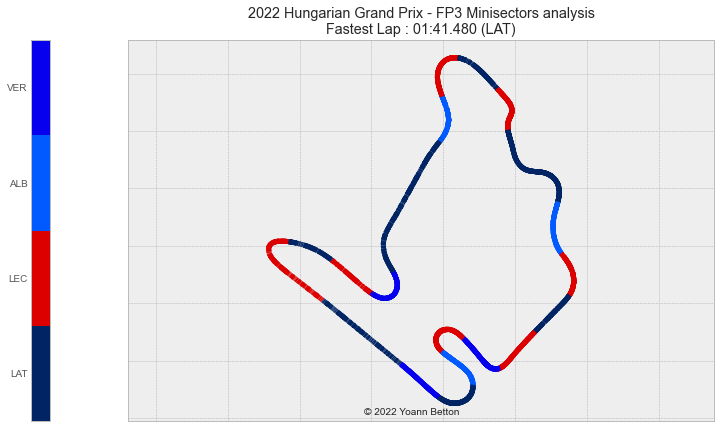 2022 Hungarian Grand Prix - FP3 Minisectors analysis
Fastest Lap : 01:41.480 (LAT)
VER
ALB
LEC
LAT
© 2022 Yoann Betton